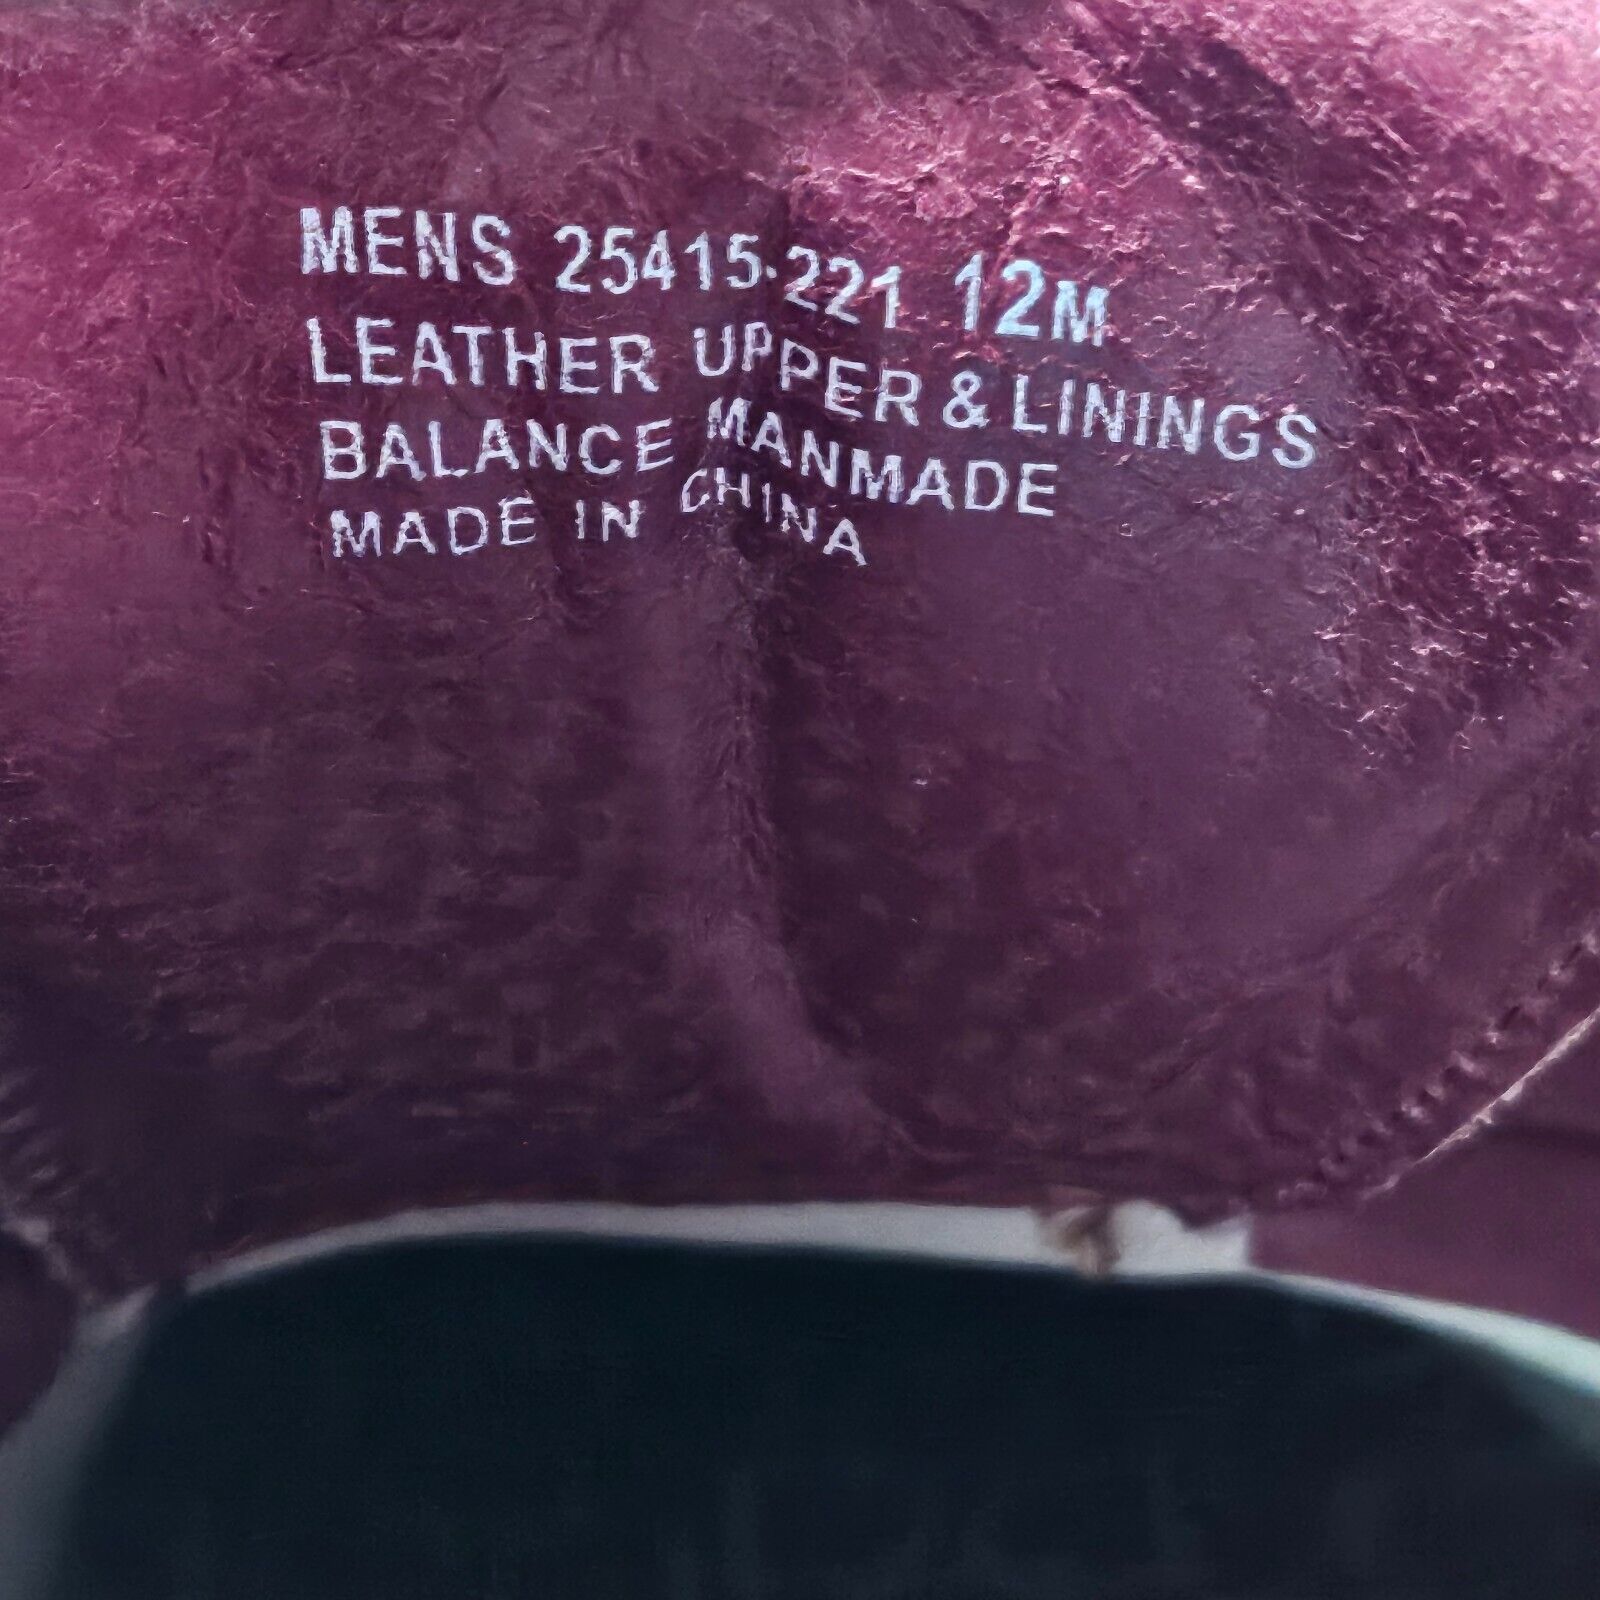 MENS 25415-221 12M
LEATHER UPPER & LININGS
BALANCE MANMADE
MADE IN CHINA